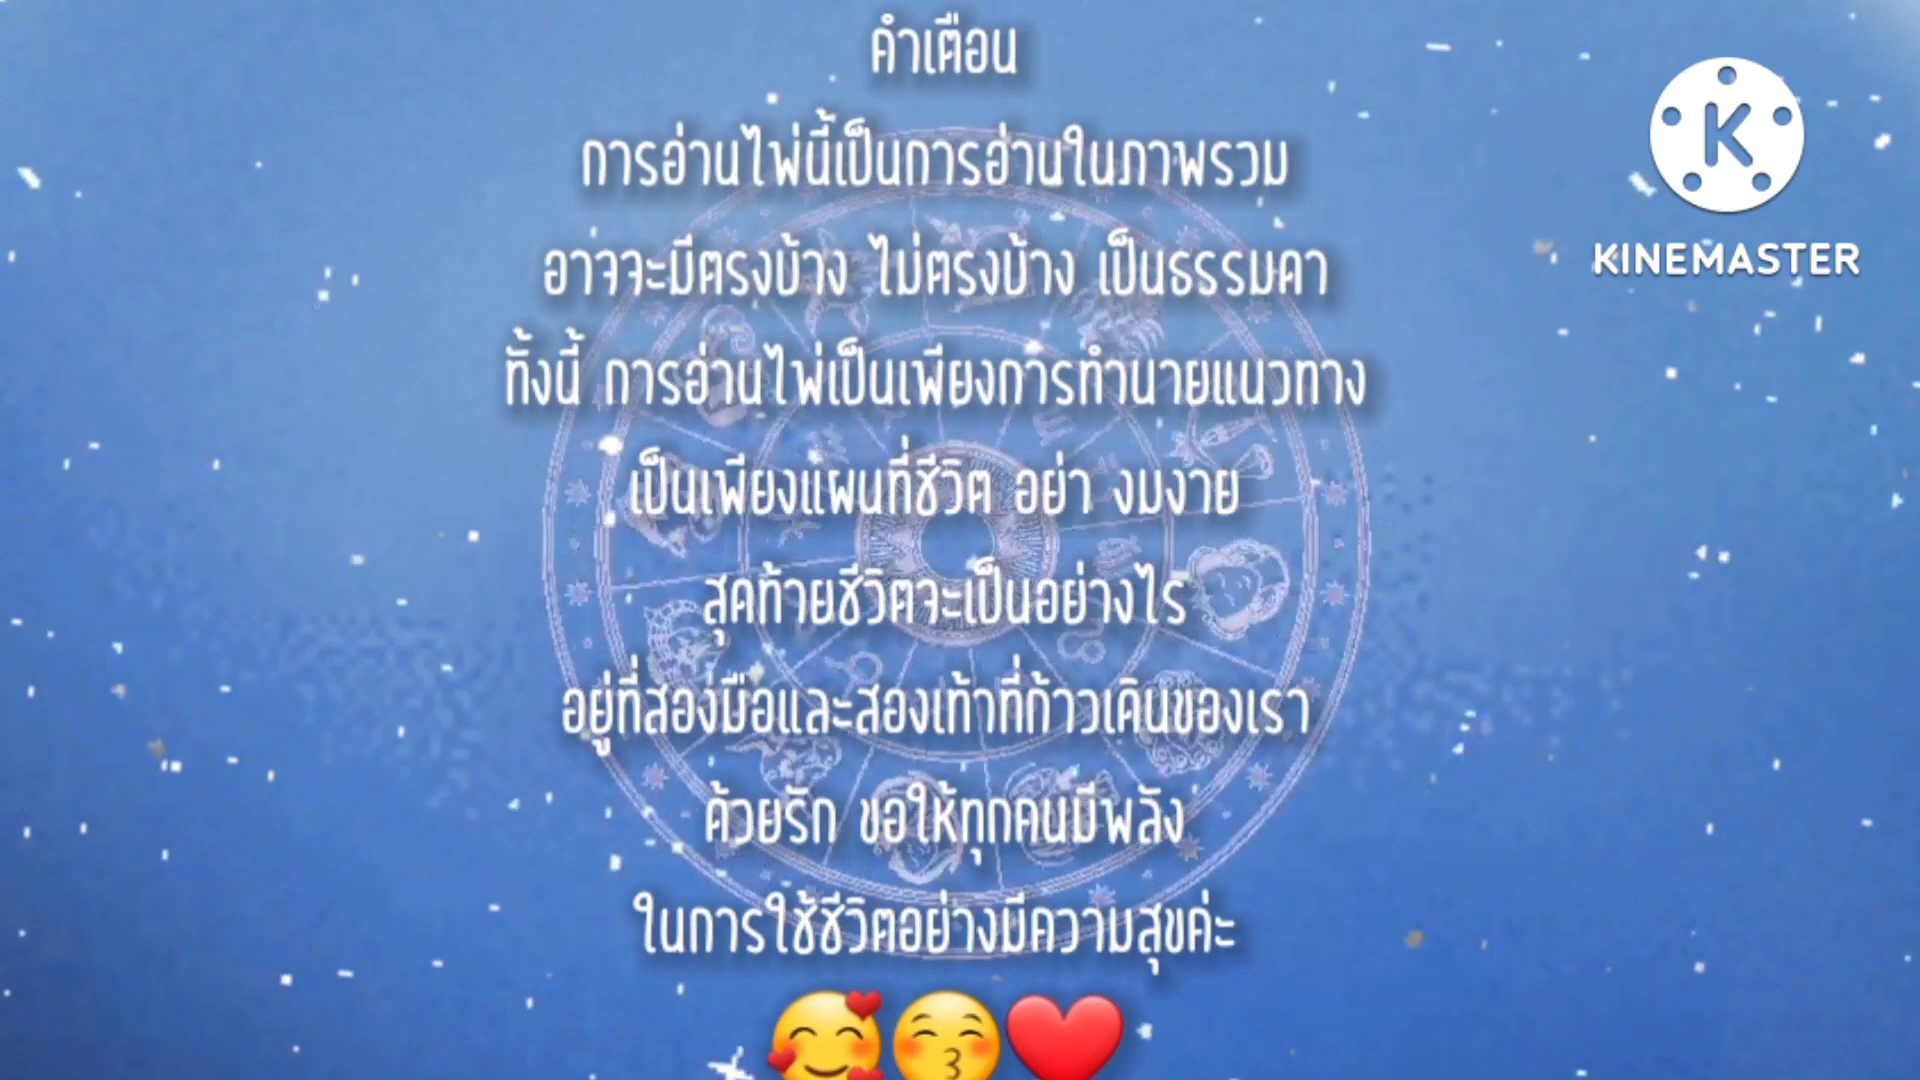 คำเตือน
การอ่านไพ่นี้เป็นการอ่านในภาพรวม
อาจจะมีตรงบ้าง ไม่ตรงบ้าง เป็นธรรมดา
ทั้งนี้ การอ่านไพ่เป็นเพียงการทำนายแนวทาง
เป็นเพียงแผนที่ชีวิต อย่า งมงาย
สุดท้ายชีวิตจะเป็นอย่างไร
อยู่ที่สองมือและสองเท้าที่ก้าวเดินของเรา
ด้วยรัก ขอให้ทุกคนมีพลัง
ในการใช้ชีวิตอย่างมีความสุขค่ะ
🥰😚❤️
K
KINEMASTER